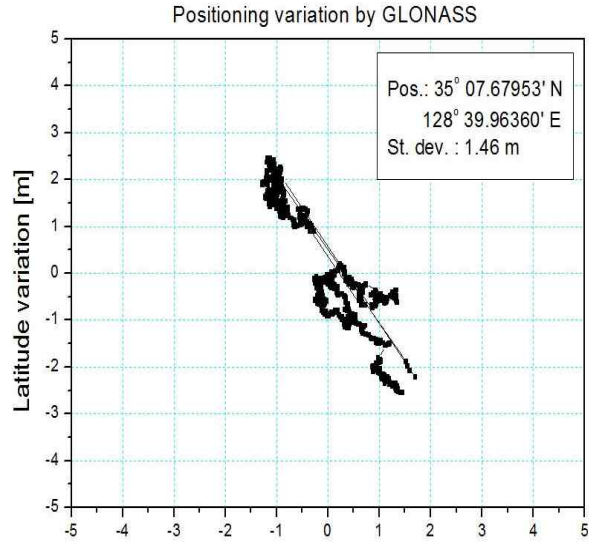 Positioning variation by GLONASS
Pos.: 35° 07.67953' N
128° 39.96360' E
St. dev. : 1.46 m
Latitude variation [m]
5
4
3
2
1
0
-1
-2
-3
-4
-5
-5 -4 -3 -2 -1 0 1 2 3 4 5